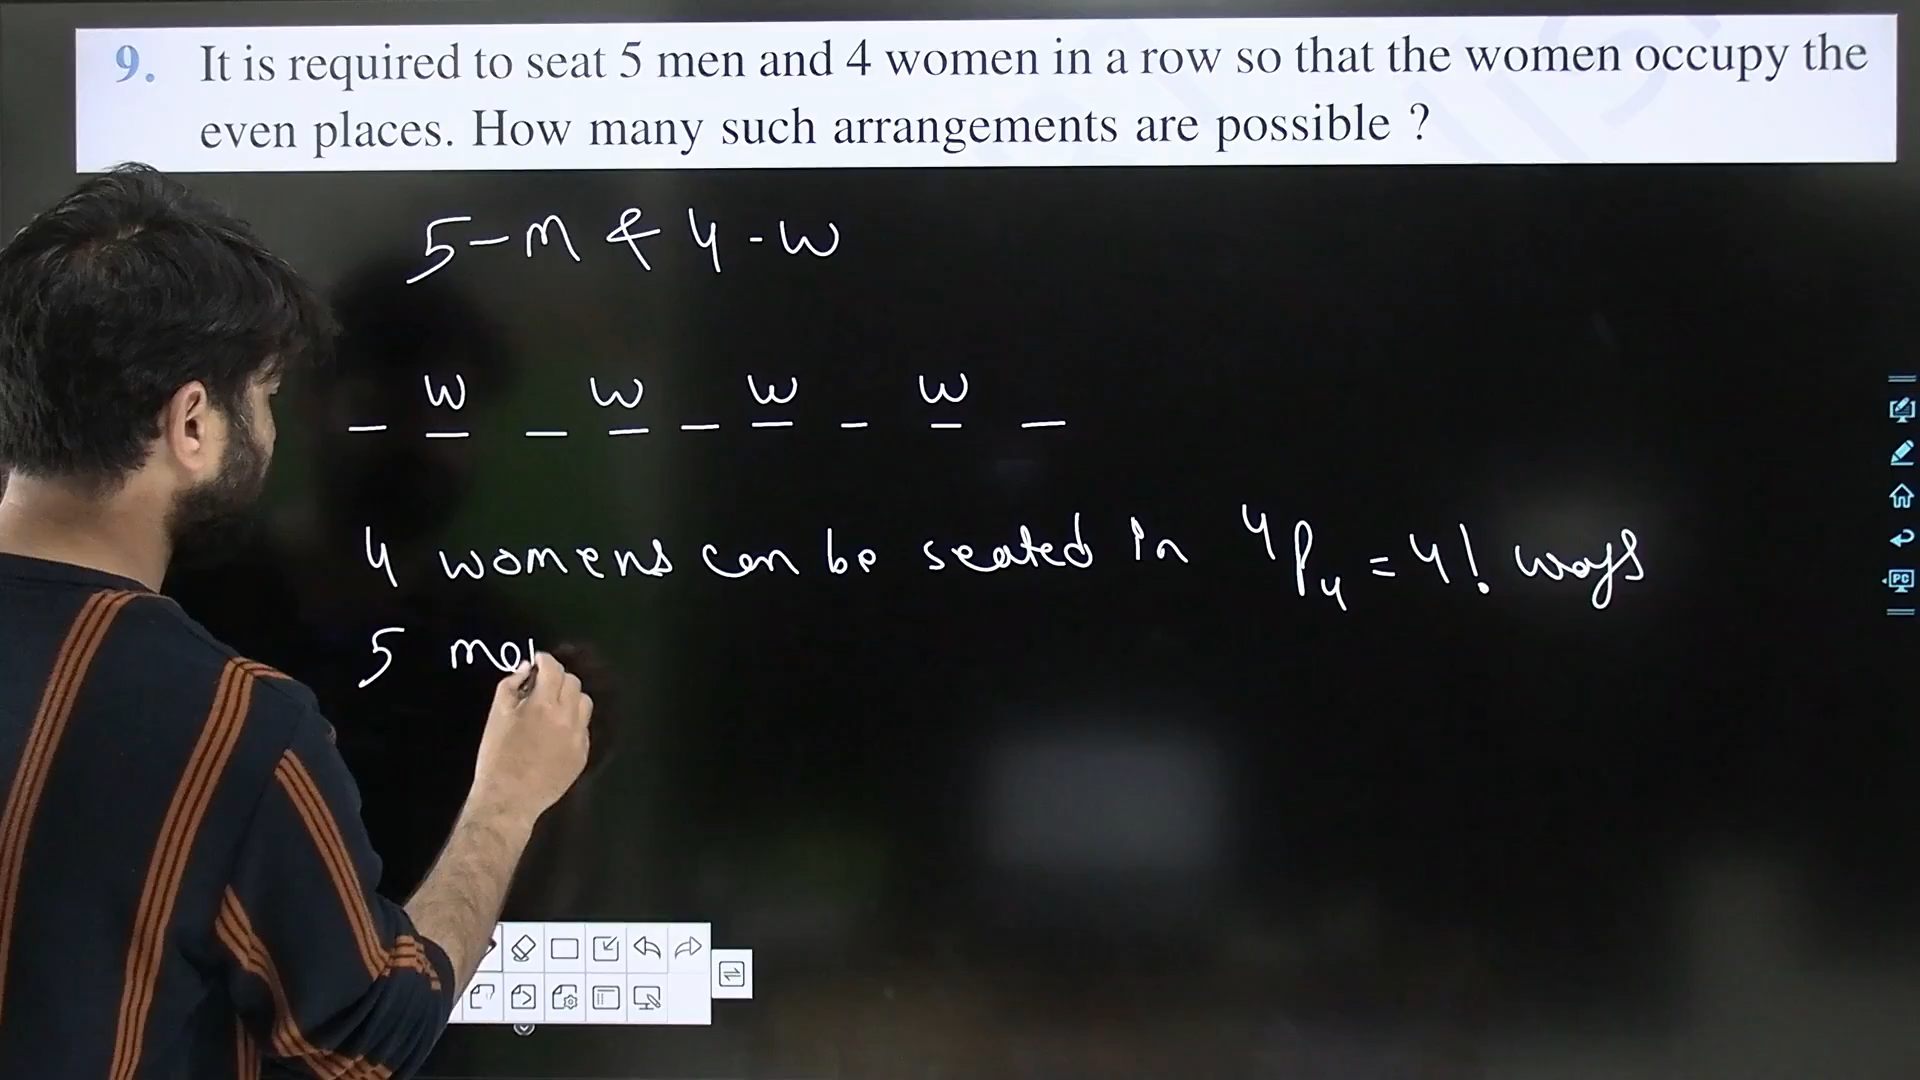 9. It is required to seat 5 men and 4 women in a row so that the women occupy the
even places. How many such arrangements are possible ?
5-M & 4-W
W W W W
4 womens can be seated in ⁴P₄ = 4! ways
5 men
PC